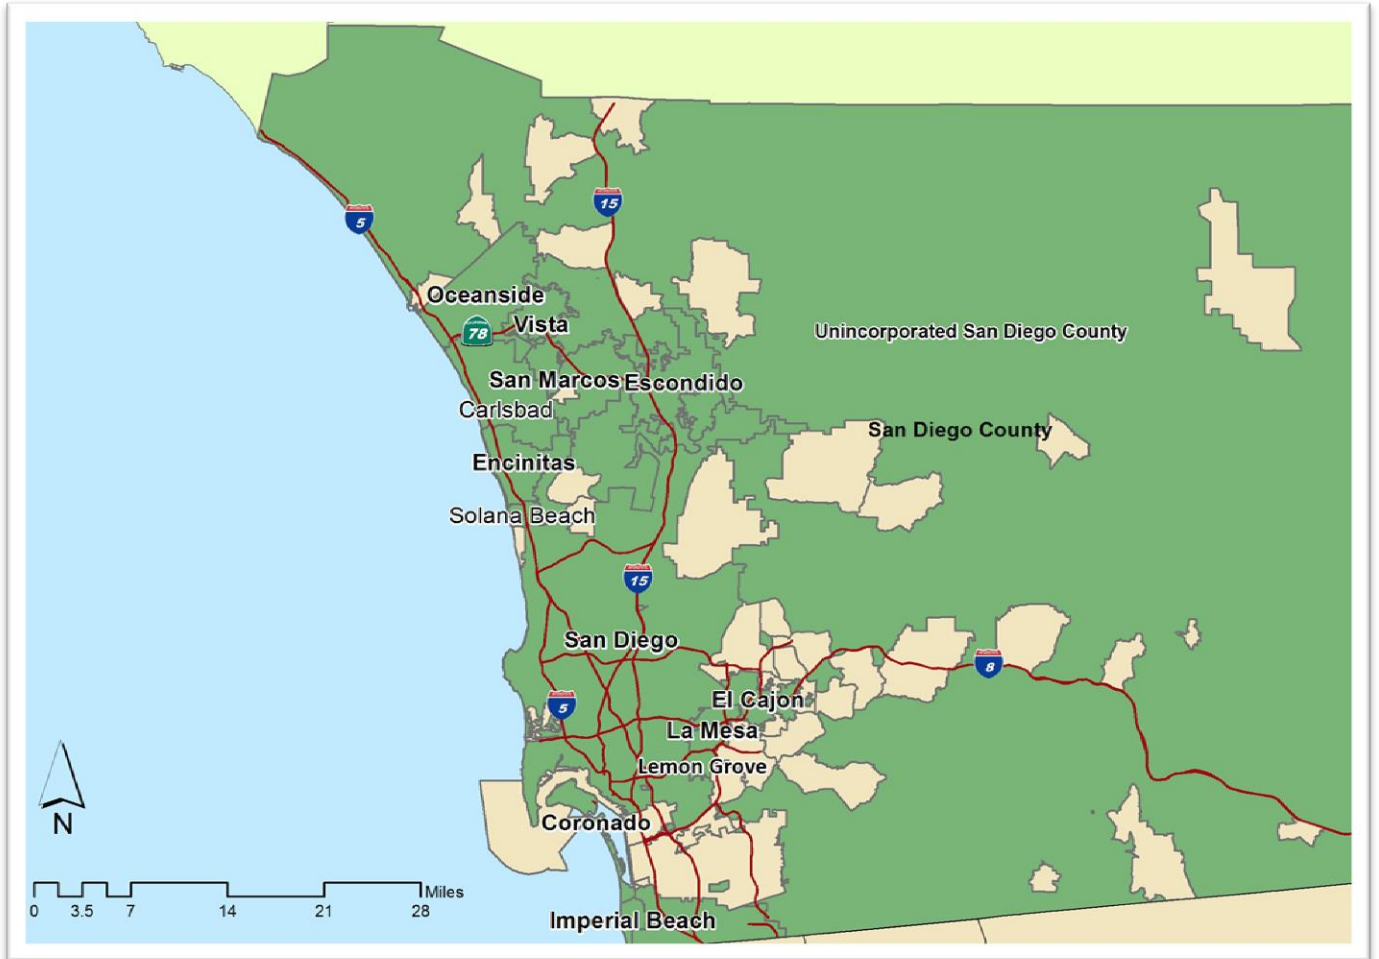 15
5
Oceanside
78
Vista
Unincorporated San Diego County
San Marcos
Escondido
Carlsbad
San Diego County
Encinitas
Solana Beach
15
San Diego
8
El Cajon
5
La Mesa
Lemon Grove
N
Coronado
Miles
0 3.5 7 14 21 28
Imperial Beach